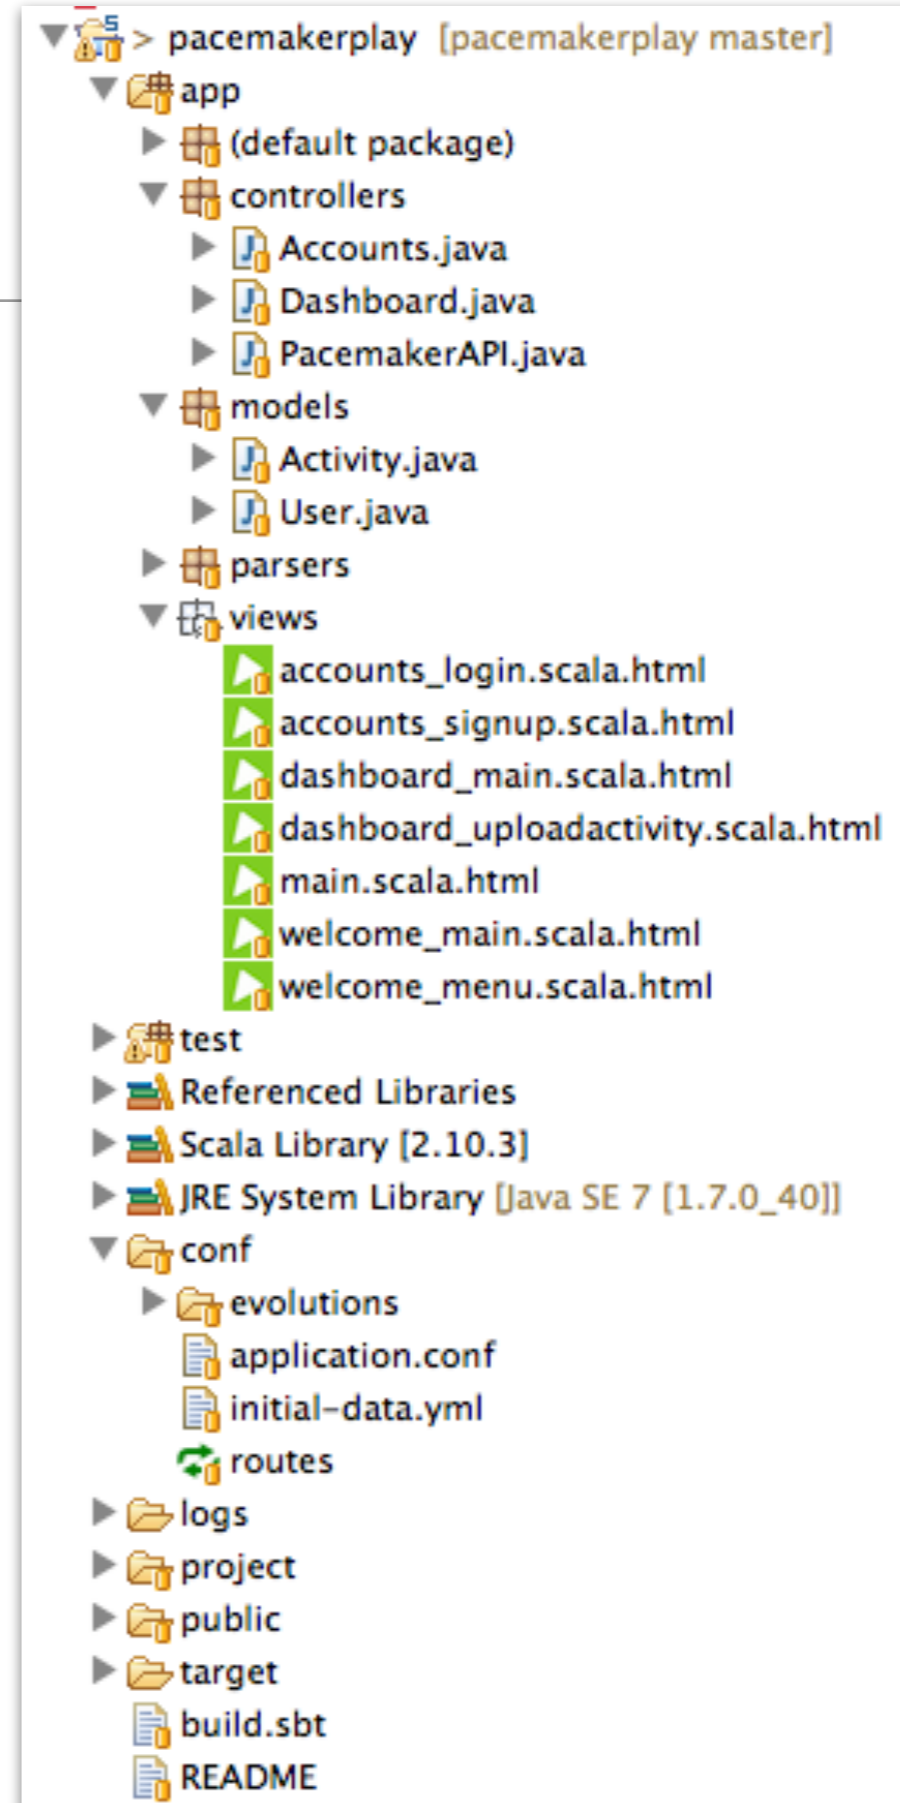 > pacemakerplay [pacemakerplay master]
app
(default package)
controllers
Accounts.java
Dashboard.java
PacemakerAPI.java
models
Activity.java
User.java
parsers
views
accounts_login.scala.html
accounts_signup.scala.html
dashboard_main.scala.html
dashboard_uploadactivity.scala.html
main.scala.html
welcome_main.scala.html
welcome_menu.scala.html
test
Referenced Libraries
Scala Library [2.10.3]
JRE System Library [Java SE 7 [1.7.0_40]]
conf
evolutions
application.conf
initial-data.yml
routes
logs
project
public
target
build.sbt
README